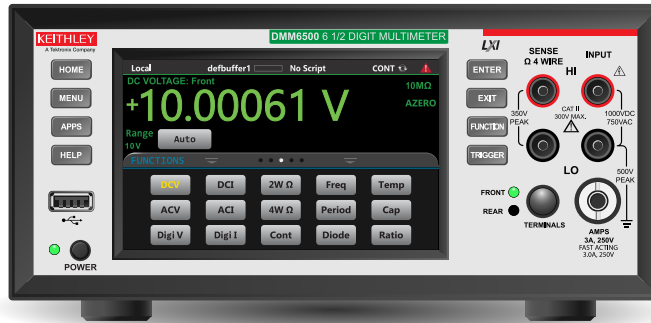 KEITHLEY
A Tektronix Company
DMM6500 6 1/2 DIGIT MULTIMETER
LXI
HOME
MENU
APPS
HELP
POWER
Local defbuffer1 No Script CONT
DC VOLTAGE: Front
+10.00061 V
10MΩ
AZERO
Range
10V
Auto
FUNCTIONS
DCV DCI 2W Ω Freq Temp
ACV ACI 4W Ω Period Cap
Digi V Digi I Cont Diode Ratio
ENTER
EXIT
FUNCTION
TRIGGER
SENSE
Ω 4 WIRE
INPUT
HI
350V
PEAK
CAT II
300V MAX.
1000VDC
750VAC
LO
500V
PEAK
FRONT
REAR
TERMINALS
AMPS
3A, 250V
FAST ACTING
3.0A, 250V